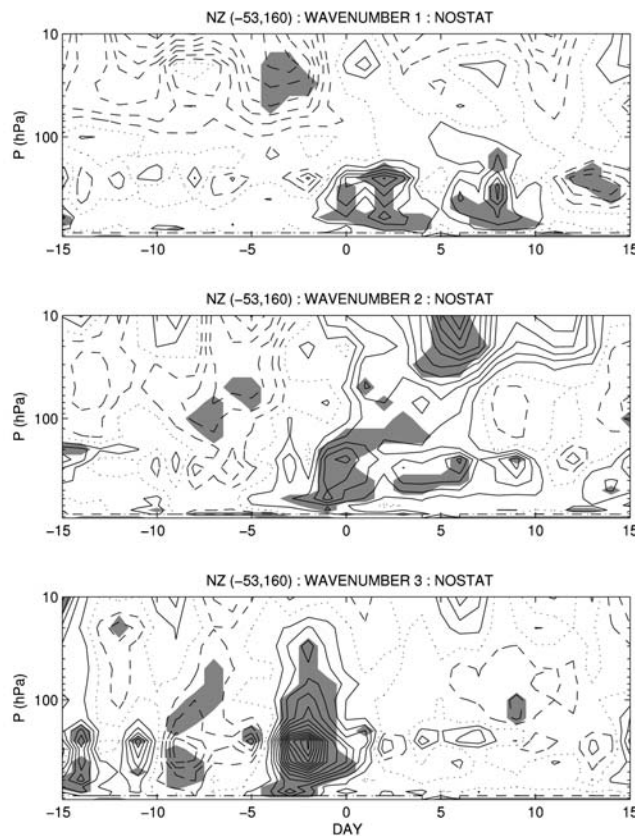 NZ (−53,160) : WAVENUMBER 1 : NOSTAT
10
100
P (hPa)
−15 −10 −5 0 5 10 15
NZ (−53,160) : WAVENUMBER 2 : NOSTAT
10
100
P (hPa)
−15 −10 −5 0 5 10 15
NZ (−53,160) : WAVENUMBER 3 : NOSTAT
10
100
P (hPa)
−15 −10 −5 0 5 10 15
DAY